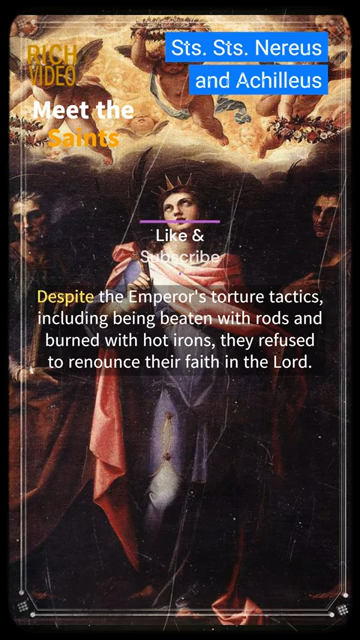 RICH
VIDEO
Sts. Sts. Nereus
and Achilleus
Meet the
Saints
Like &
Subscribe
Despite the Emperor's torture tactics,
including being beaten with rods and
burned with hot irons, they refused
to renounce their faith in the Lord.